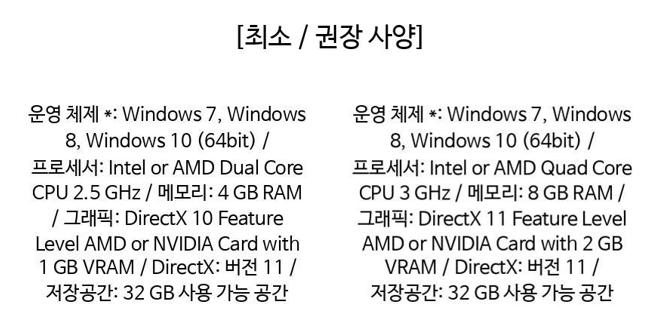 [최소 / 권장 사양]
운영 체제 *: Windows 7, Windows
8, Windows 10 (64bit) /
프로세서: Intel or AMD Dual Core
CPU 2.5 GHz / 메모리: 4 GB RAM
/ 그래픽: DirectX 10 Feature
Level AMD or NVIDIA Card with
1 GB VRAM / DirectX: 버전 11 /
저장공간: 32 GB 사용 가능 공간
운영 체제 *: Windows 7, Windows
8, Windows 10 (64bit) /
프로세서: Intel or AMD Quad Core
CPU 3 GHz / 메모리: 8 GB RAM /
그래픽: DirectX 11 Feature Level
AMD or NVIDIA Card with 2 GB
VRAM / DirectX: 버전 11 /
저장공간: 32 GB 사용 가능 공간